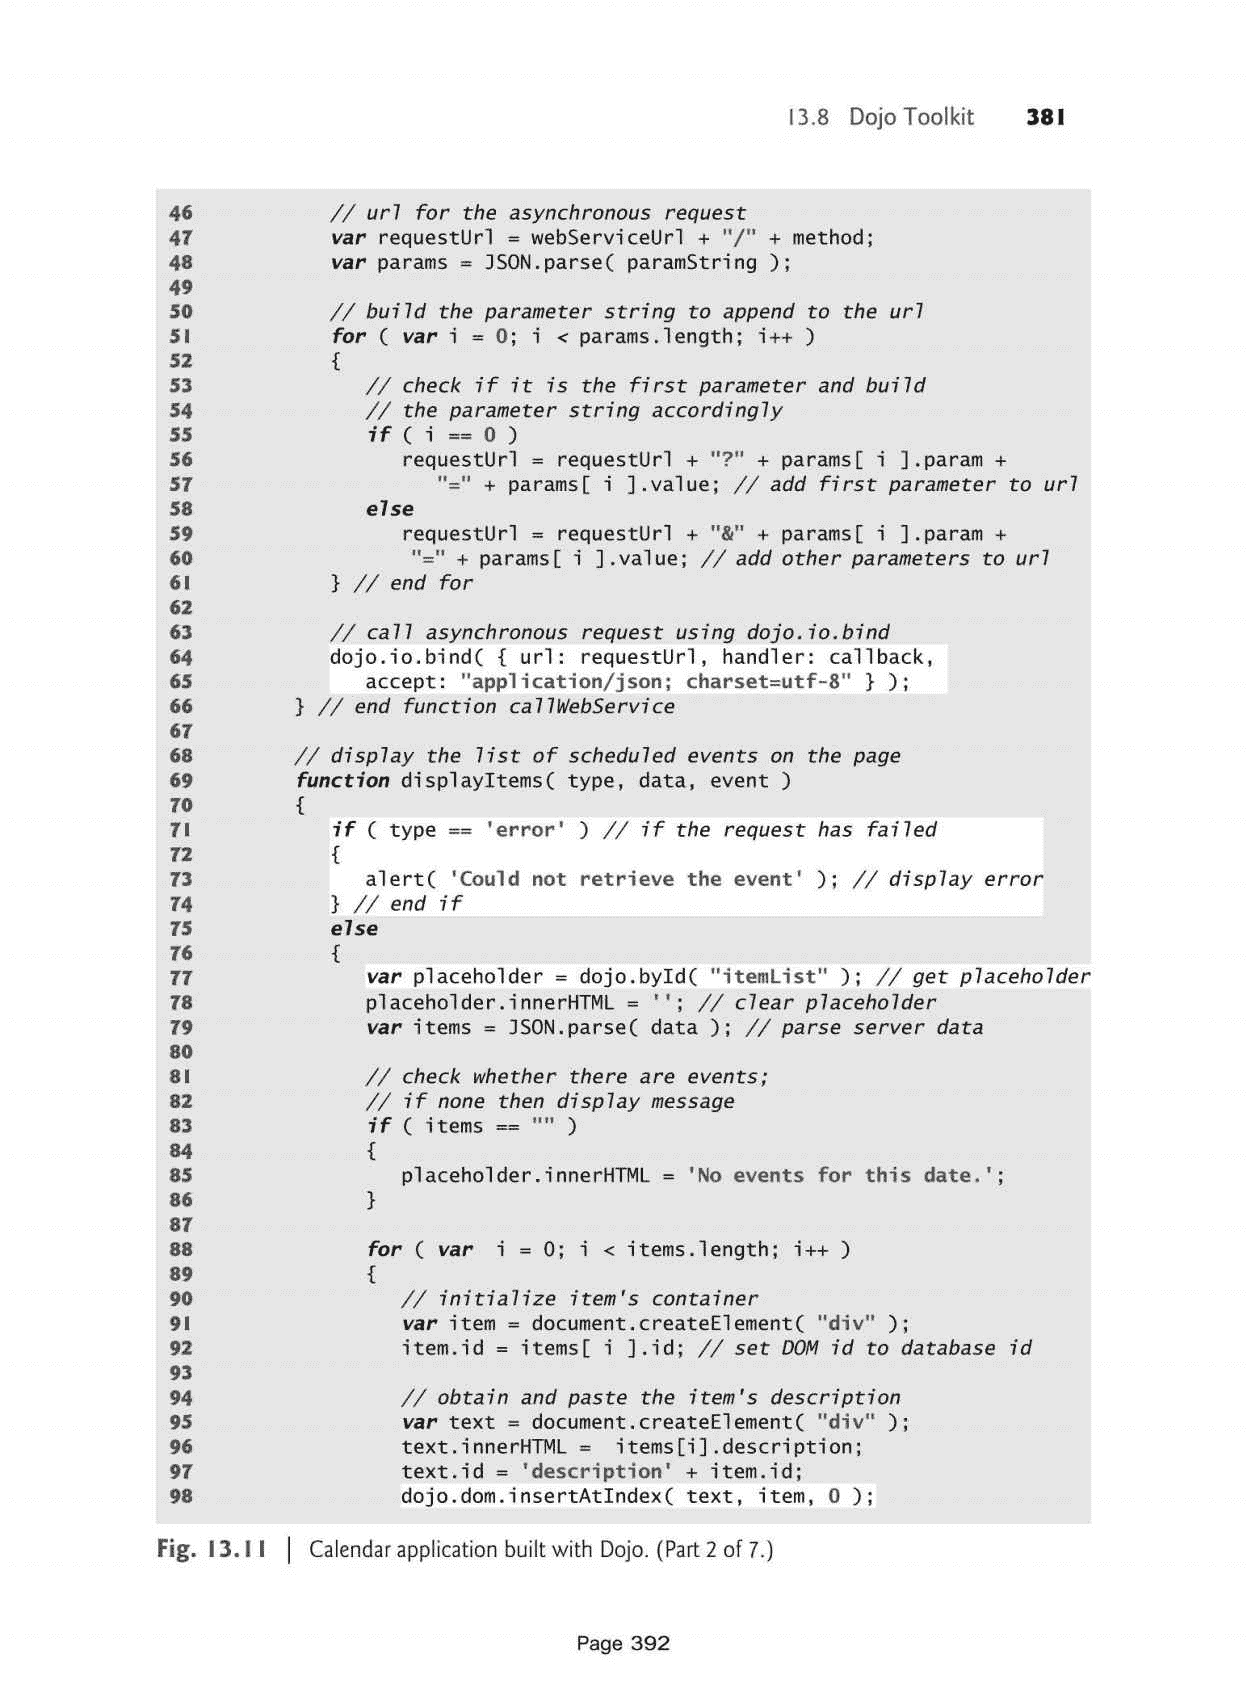 13.8 Dojo Toolkit 381
46 // url for the asynchronous request
47 var requestUrl = webServiceUrl + "/" + method;
48 var params = JSON.parse( paramString );
49
50 // build the parameter string to append to the url
51 for ( var i = 0; i < params.length; i++ )
52 {
53 // check if it is the first parameter and build
54 // the parameter string accordingly
55 if ( i == 0 )
56 requestUrl = requestUrl + "?" + params[ i ].param +
57 "=" + params[ i ].value; // add first parameter to url
58 else
59 requestUrl = requestUrl + "&" + params[ i ].param +
60 "=" + params[ i ].value; // add other parameters to url
61 } // end for
62
63 // call asynchronous request using dojo.io.bind
64 dojo.io.bind( { url: requestUrl, handler: callback,
65 accept: "application/json; charset=utf-8" } );
66 } // end function callWebService
67
68 // display the list of scheduled events on the page
69 function displayItems( type, data, event )
70 {
71 if ( type == 'error' ) // if the request has failed
72 {
73 alert( 'Could not retrieve the event' ); // display error
74 } // end if
75 else
76 {
77 var placeholder = dojo.byId( "itemList" ); // get placeholder
78 placeholder.innerHTML = ''; // clear placeholder
79 var items = JSON.parse( data ); // parse server data
80
81 // check whether there are events;
82 // if none then display message
83 if ( items == "" )
84 {
85 placeholder.innerHTML = 'No events for this date.';
86 }
87
88 for ( var i = 0; i < items.length; i++ )
89 {
90 // initialize item's container
91 var item = document.createElement( "div" );
92 item.id = items[ i ].id; // set DOM id to database id
93
94 // obtain and paste the item's description
95 var text = document.createElement( "div" );
96 text.innerHTML = items[i].description;
97 text.id = 'description' + item.id;
98 dojo.dom.insertAtIndex( text, item, 0 );
Fig. 13.11 | Calendar application built with Dojo. (Part 2 of 7.)
Page 392